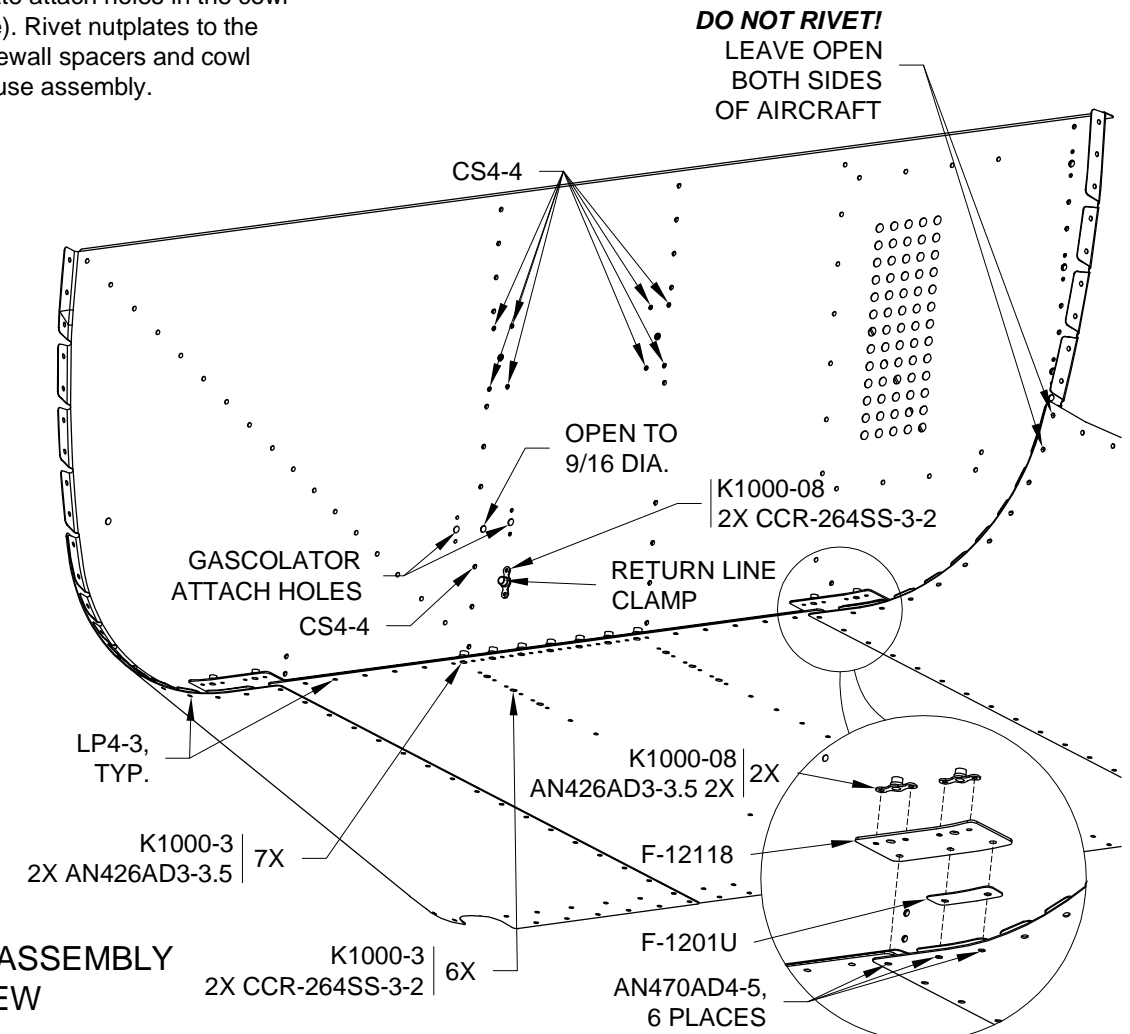 attach holes in the cowl
). Rivet nutplates to the
spacers and cowl
assembly.
DO NOT RIVET!
LEAVE OPEN
BOTH SIDES
OF AIRCRAFT
CS4-4
OPEN TO
9/16 DIA.
K1000-08
2X CCR-264SS-3-2
GASCOLATOR
ATTACH HOLES
RETURN LINE
CLAMP
CS4-4
LP4-3,
TYP.
K1000-08
AN426AD3-3.5 2X
2X
K1000-3
2X AN426AD3-3.5
7X
F-12118
F-1201U
K1000-3
2X CCR-264SS-3-2
6X
AN470AD4-5,
6 PLACES
ASSEMBLY